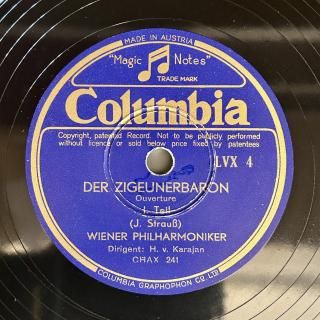 MADE IN AUSTRIA
"Magic Notes"
TRADE MARK
Columbia
Copyright, patented Record. Not to be publicly performed
without licence or sold below price fixed by patentees
LVX 4
DER ZIGEUNERBARON
Ouverture
I. Teil
(J. Strauß)
WIENER PHILHARMONIKER
Dirigent: H. v. Karajan
CHAX 241
COLUMBIA GRAPHOPHON CO. LTD.